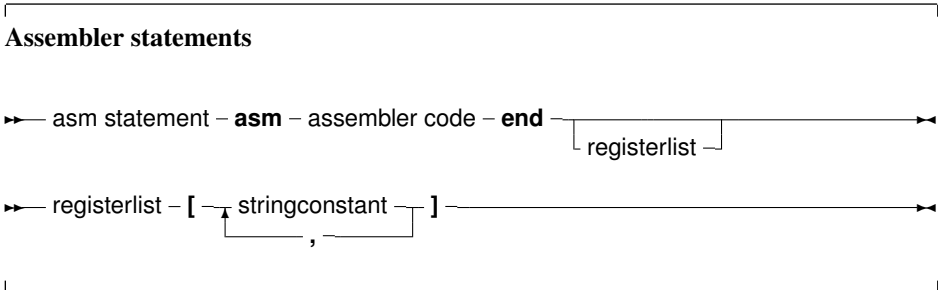 Assembler statements
asm statement asm assembler code end
registerlist
registerlist [ stringconstant ]
,